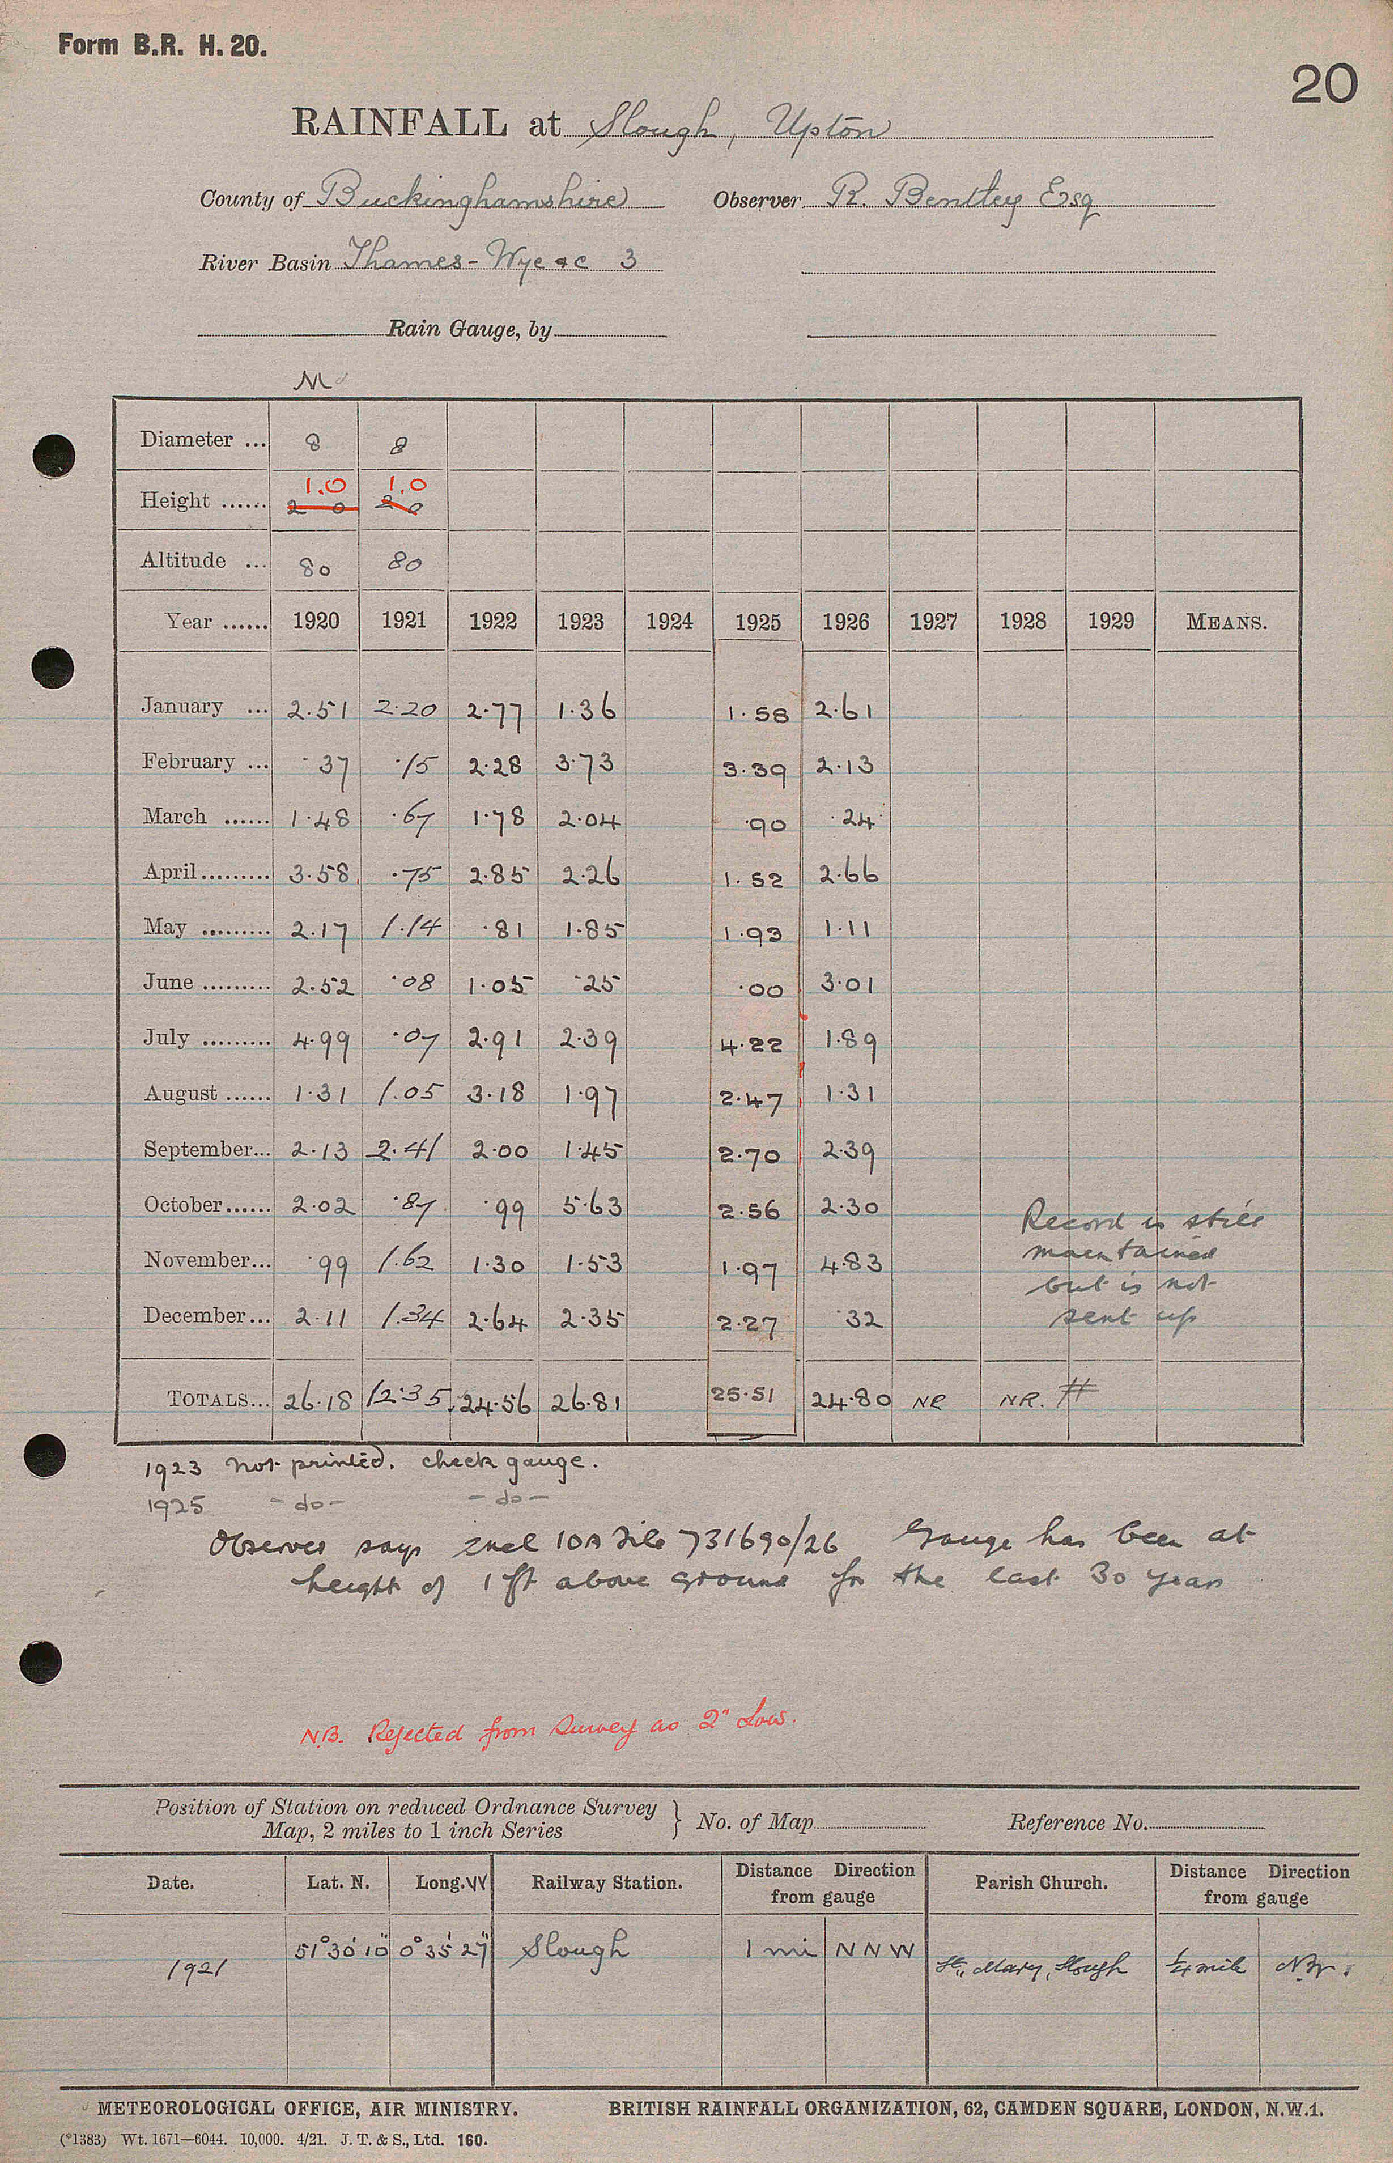 Form B.R. H. 20.
20
RAINFALL at Slough, Upton
County of Buckinghamshire Observer R. Bentley Esq
River Basin Thames - Wye &c 3
Rain Gauge, by
M
Diameter ... 8 8
1.0 1.0
Height ...... 2 0 2 0
Altitude ... 80 80
Year ...... 1920 1921 1922 1923 1924 1925 1926 1927 1928 1929 MEANS.
January ... 2.51 2.20 2.77 1.36 1.58 2.61
February ... .37 .15 2.28 3.73 3.39 2.13
March ...... 1.48 .67 1.78 2.04 .90 .24
April......... 3.58 .75 2.85 2.26 1.52 2.66
May ......... 2.17 1.14 .81 1.85 1.93 1.11
June ......... 2.52 .08 1.05 .25 .00 3.01
July ......... 4.99 .07 2.91 2.39 4.22 1.89
August ...... 1.31 1.05 3.18 1.97 2.47 1.31
September... 2.13 2.41 2.00 1.45 2.70 2.39
October...... 2.02 .87 .99 5.63 2.56 2.30
November... .99 1.62 1.30 1.53 1.97 4.83
December... 2.11 1.34 2.64 2.35 2.27 .32
Record is still
maintained
but is not
sent up
TOTALS... 26.18 12.35 24.56 26.81 25.51 24.80 NR NR. #
1923 not printed. check gauge.
1925 - do - - do -
Observer says 731690/26 Gauge has been at
height of 1 ft above ground for the last 30 years
N.B. Rejected from Survey as 2" low.
Position of Station on reduced Ordnance Survey
Map, 2 miles to 1 inch Series } No. of Map Reference No.
Date. Lat. N. Long. W Railway Station. Distance Direction from gauge Parish Church. Distance Direction from gauge
1921 51° 30' 10" 0° 35' 27" Slough 1 mi N N W St. Mary, Slough ¼ mile N.W.
METEOROLOGICAL OFFICE, AIR MINISTRY. BRITISH RAINFALL ORGANIZATION, 62, CAMDEN SQUARE, LONDON, N.W.1.
(*1383) Wt. 1671—6044. 10,000. 4/21. J. T. & S., Ltd. 160.